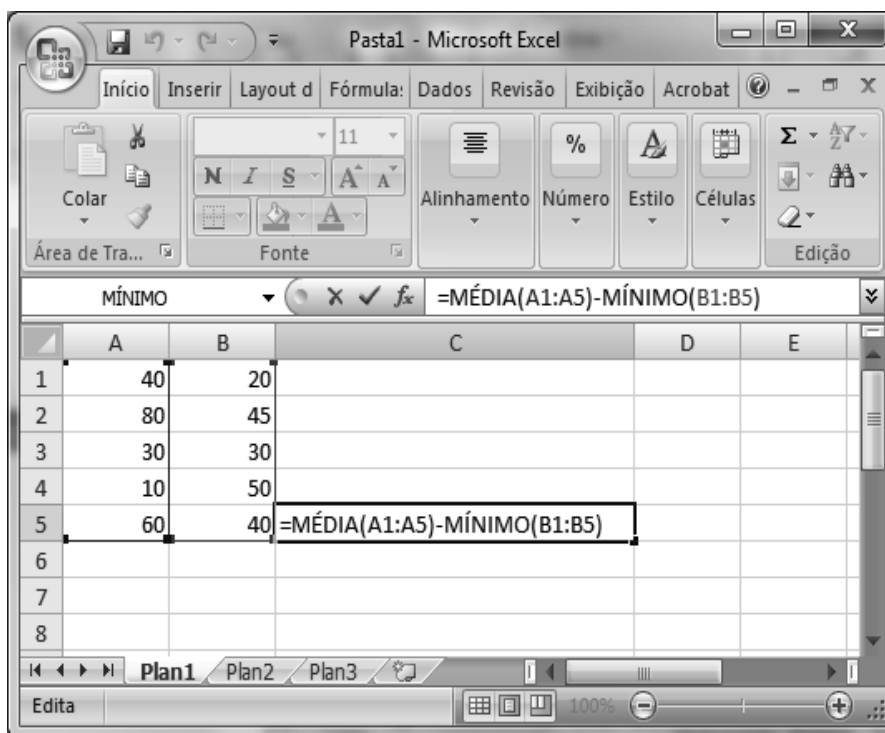 Pasta1 - Microsoft Excel
Início Inserir Layout d Fórmula: Dados Revisão Exibição Acrobat
Colar
11
N I S A A
A
Alinhamento
%
Número
A
Estilo
Células
Σ
A
Z
Área de Tra... Fonte Edição
MÍNIMO fx =MÉDIA(A1:A5)-MÍNIMO(B1:B5)
A B C D E
1 40 20
2 80 45
3 30 30
4 10 50
5 60 40 =MÉDIA(A1:A5)-MÍNIMO(B1:B5)
6
7
8
Plan1 Plan2 Plan3
Edita 100%